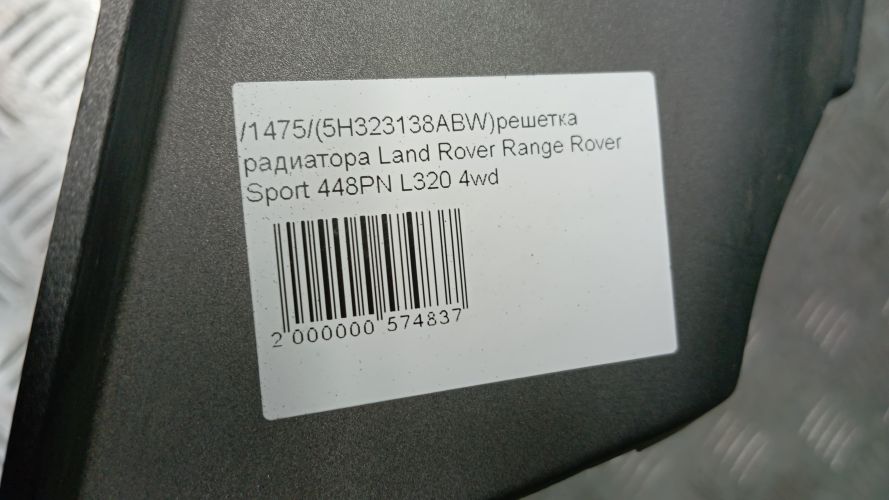 /1475/(5H323138ABW)решетка
радиатора Land Rover Range Rover
Sport 448PN L320 4wd
2 000000 574837